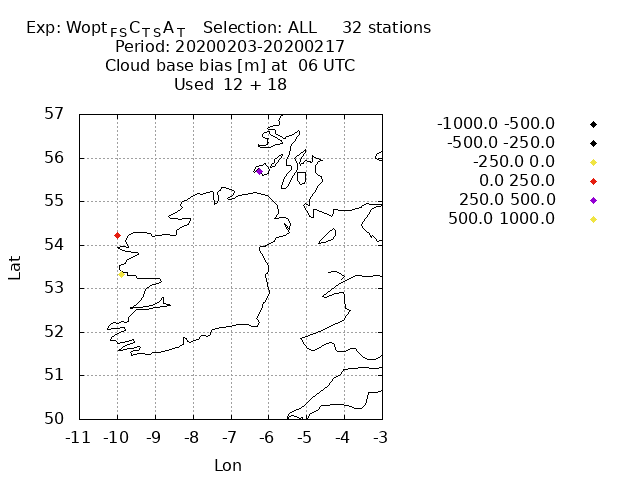 Exp: Wopt_FS C_TS A_T   Selection: ALL     32 stations
Period: 20200203-20200217
Cloud base bias [m] at  06 UTC
Used  12 + 18
-1000.0 -500.0
-500.0 -250.0
-250.0 0.0
0.0 250.0
250.0 500.0
500.0 1000.0
57
56
55
54
53
52
51
50
Lat
-11 -10 -9 -8 -7 -6 -5 -4 -3
Lon